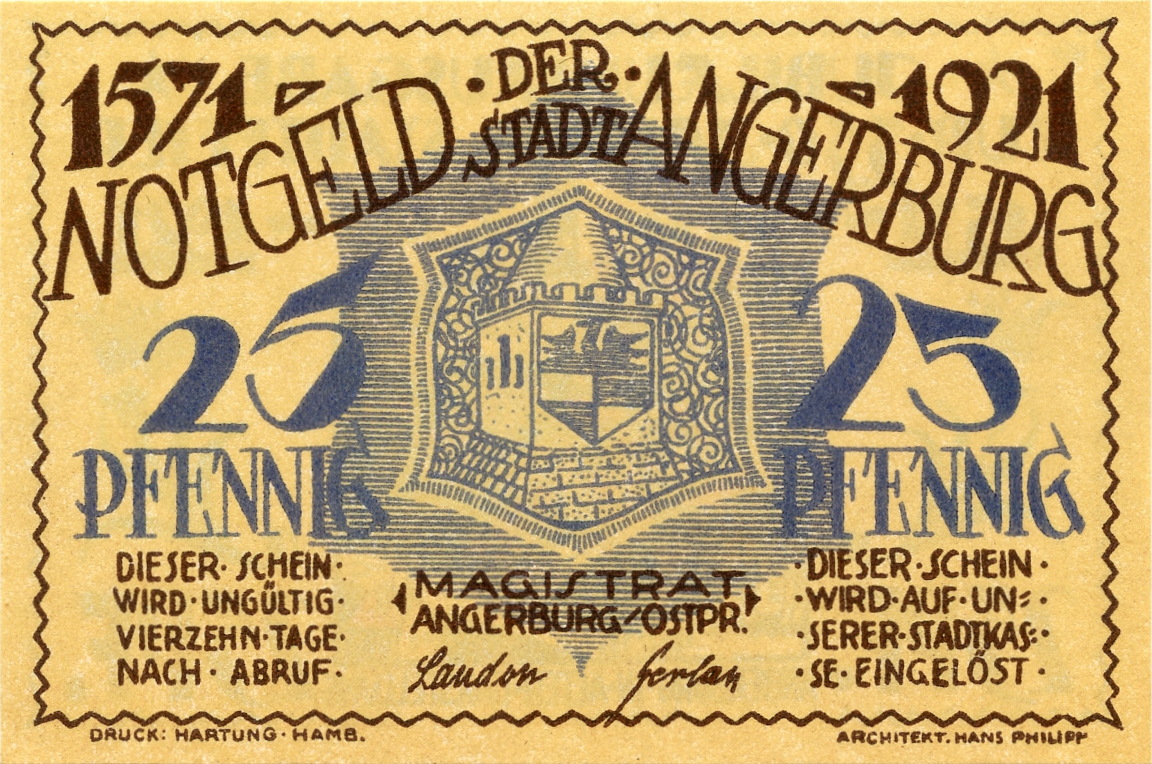 1571 - 1921
NOTGELD · DER · STADT ANGERBURG
25 25
PFENNIG PFENNIG
DIESER · SCHEIN ·
WIRD · UNGÜLTIG ·
VIERZEHN · TAGE ·
NACH · ABRUF ·
MAGISTRAT
ANGERBURG/OSTPR.
Laudon
· DIESER · SCHEIN ·
· WIRD · AUF · UN= ·
· SERER · STADTKAS= ·
· SE · EINGELÖST ·
DRUCK: HARTUNG · HAMB.
ARCHITEKT. HANS PHILIPP